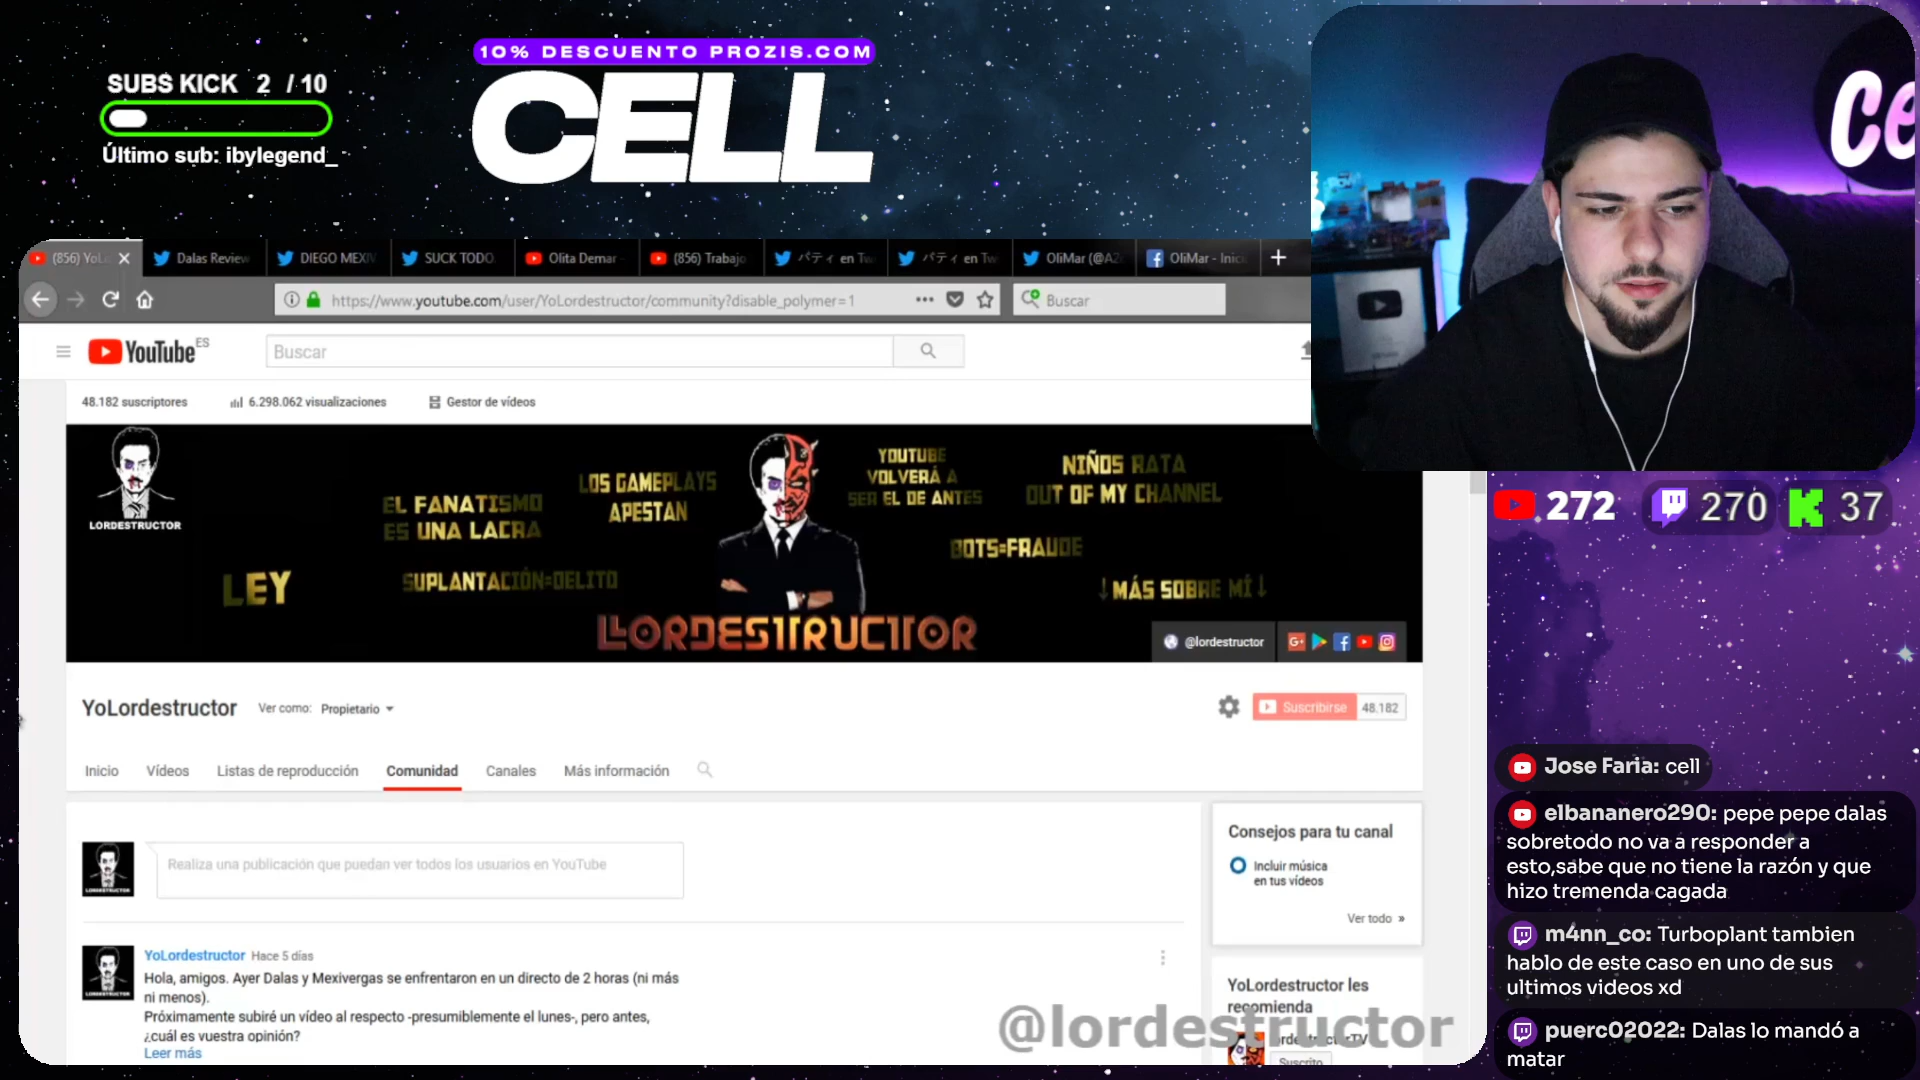 10% DESCUENTO PROZIS.COM
CELL
SUBS KICK 2 / 10
Último sub: ibylegend_
Ce
(856) YoL
Dalas Review
DIEGO MEXIV
SUCK TODO.
Olita Demar -
(856) Trabajo
パティ en Tw
パティ en Tw
OliMar (@A2
OliMar - Inici
https://www.youtube.com/user/YoLordestructor/community?disable_polymer=1
Buscar
YouTube ES
Buscar
48.182 suscriptores
6.298.062 visualizaciones
Gestor de vídeos
LORDESTRUCTOR
EL FANATISMO
ES UNA LACRA
LOS GAMEPLAYS
APESTAN
YOUTUBE
VOLVERÁ A
SER EL DE ANTES
NIÑOS RATA
OUT OF MY CHANNEL
BOTS=FRAUDE
LEY
SUPLANTACIÓN=DELITO
↓MÁS SOBRE MÍ↓
LORDESTRUCTOR
@lordestructor
YoLordestructor
Ver como: Propietario
Suscribirse 48.182
Inicio
Vídeos
Listas de reproducción
Comunidad
Canales
Más información
Realiza una publicación que puedan ver todos los usuarios en YouTube
Consejos para tu canal
Incluir música
en tus vídeos
Ver todo »
YoLordestructor Hace 5 días
Hola, amigos. Ayer Dalas y Mexivergas se enfrentaron en un directo de 2 horas (ni más
ni menos).
Próximamente subiré un vídeo al respecto -presumiblemente el lunes-, pero antes,
¿cuál es vuestra opinión?
Leer más
YoLordestructor les
recomienda
Suscrito
@lordestructor
272
270
37
Jose Faria: cell
elbananero290: pepe pepe dalas
sobretodo no va a responder a
esto,sabe que no tiene la razón y que
hizo tremenda cagada
m4nn_co: Turboplant tambien
hablo de este caso en uno de sus
ultimos videos xd
puerc02022: Dalas lo mandó a
matar